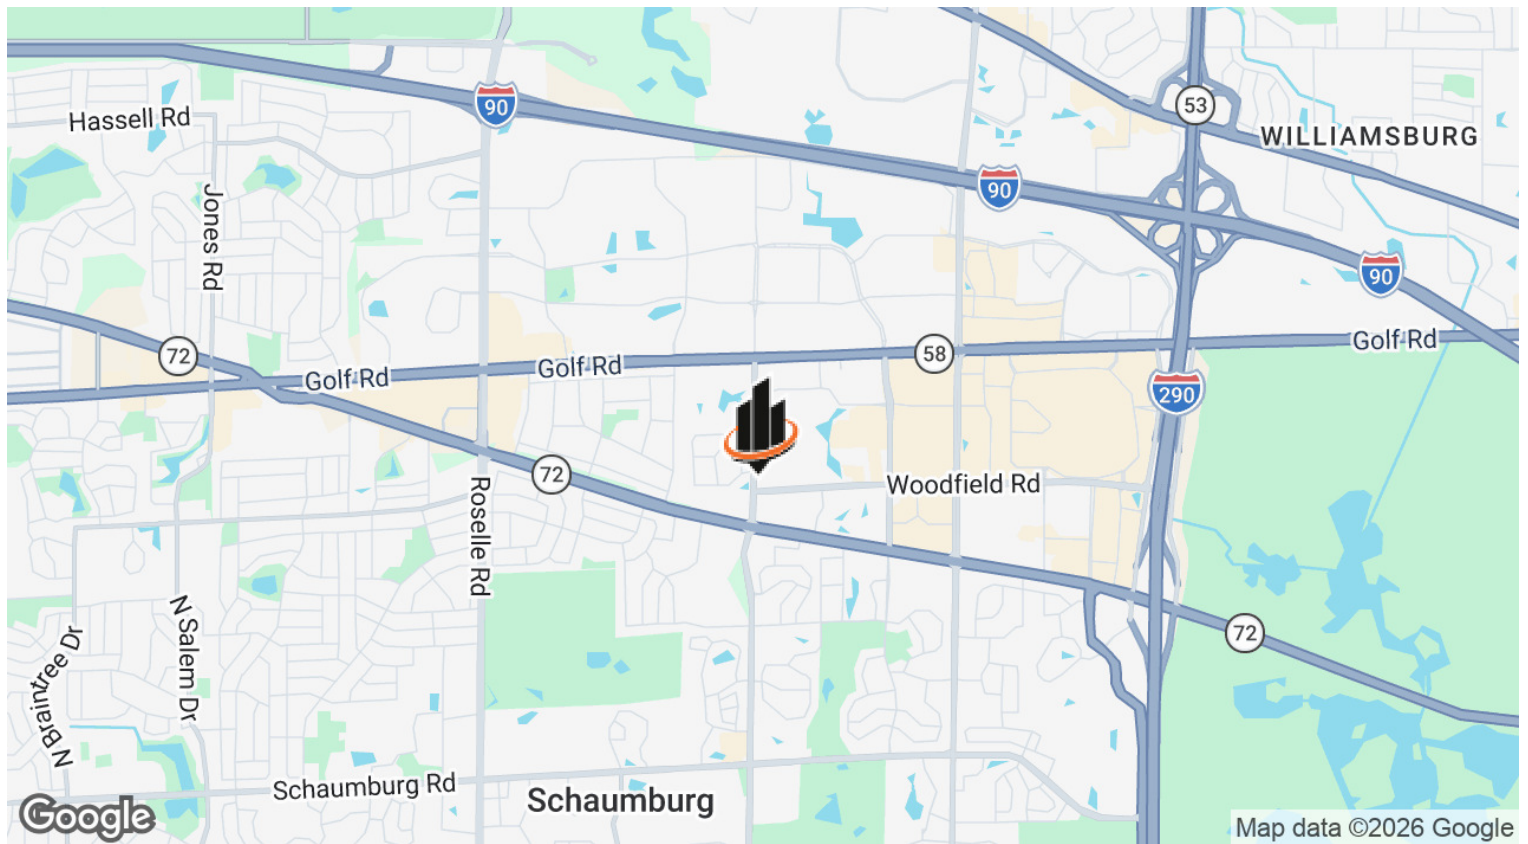 90
53
Hassell Rd
WILLIAMSBURG
90
Jones Rd
90
72
Golf Rd
58
Golf Rd
Golf Rd
290
72
Woodfield Rd
Roselle Rd
N Salem Dr
N Braintree Dr
72
Schaumburg Rd
Schaumburg
Google
Map data ©2026 Google